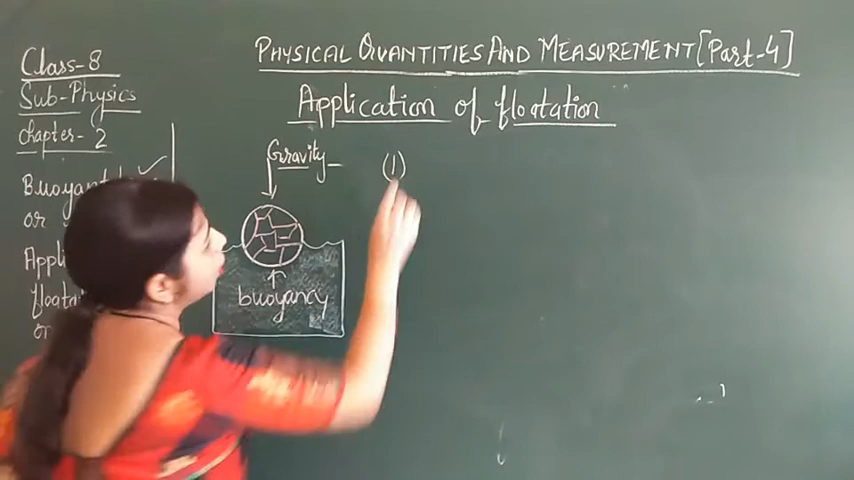 PHYSICAL QUANTITIES AND MEASUREMENT [Part-4]
Class-8
Sub-Physics
Chapter-2
Application of floatation
Gravity –
(1)
or
buoyancy